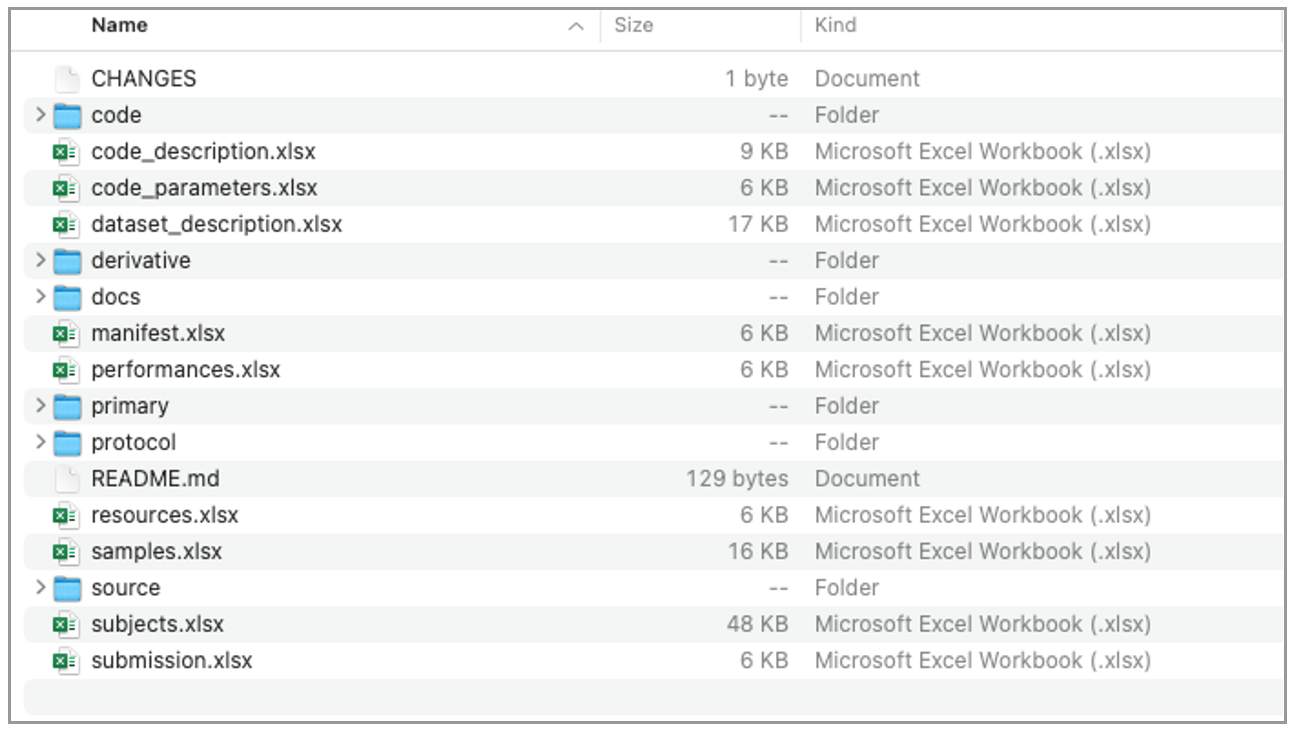 Name Size Kind
CHANGES 1 byte Document
code -- Folder
code_description.xlsx 9 KB Microsoft Excel Workbook (.xlsx)
code_parameters.xlsx 6 KB Microsoft Excel Workbook (.xlsx)
dataset_description.xlsx 17 KB Microsoft Excel Workbook (.xlsx)
derivative -- Folder
docs -- Folder
manifest.xlsx 6 KB Microsoft Excel Workbook (.xlsx)
performances.xlsx 6 KB Microsoft Excel Workbook (.xlsx)
primary -- Folder
protocol -- Folder
README.md 129 bytes Document
resources.xlsx 6 KB Microsoft Excel Workbook (.xlsx)
samples.xlsx 16 KB Microsoft Excel Workbook (.xlsx)
source -- Folder
subjects.xlsx 48 KB Microsoft Excel Workbook (.xlsx)
submission.xlsx 6 KB Microsoft Excel Workbook (.xlsx)